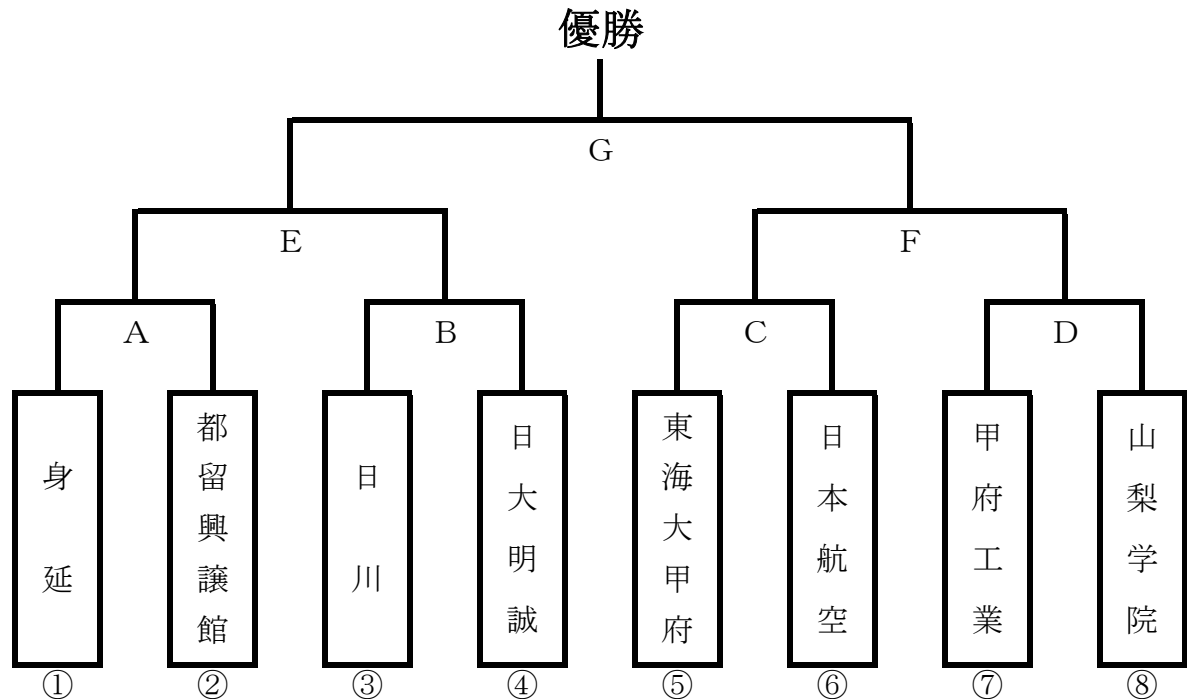 優勝
G
E
F
A
B
C
D
身延
都留興譲館
日川
日大明誠
東海大甲府
日本航空
甲府工業
山梨学院
①
②
③
④
⑤
⑥
⑦
⑧